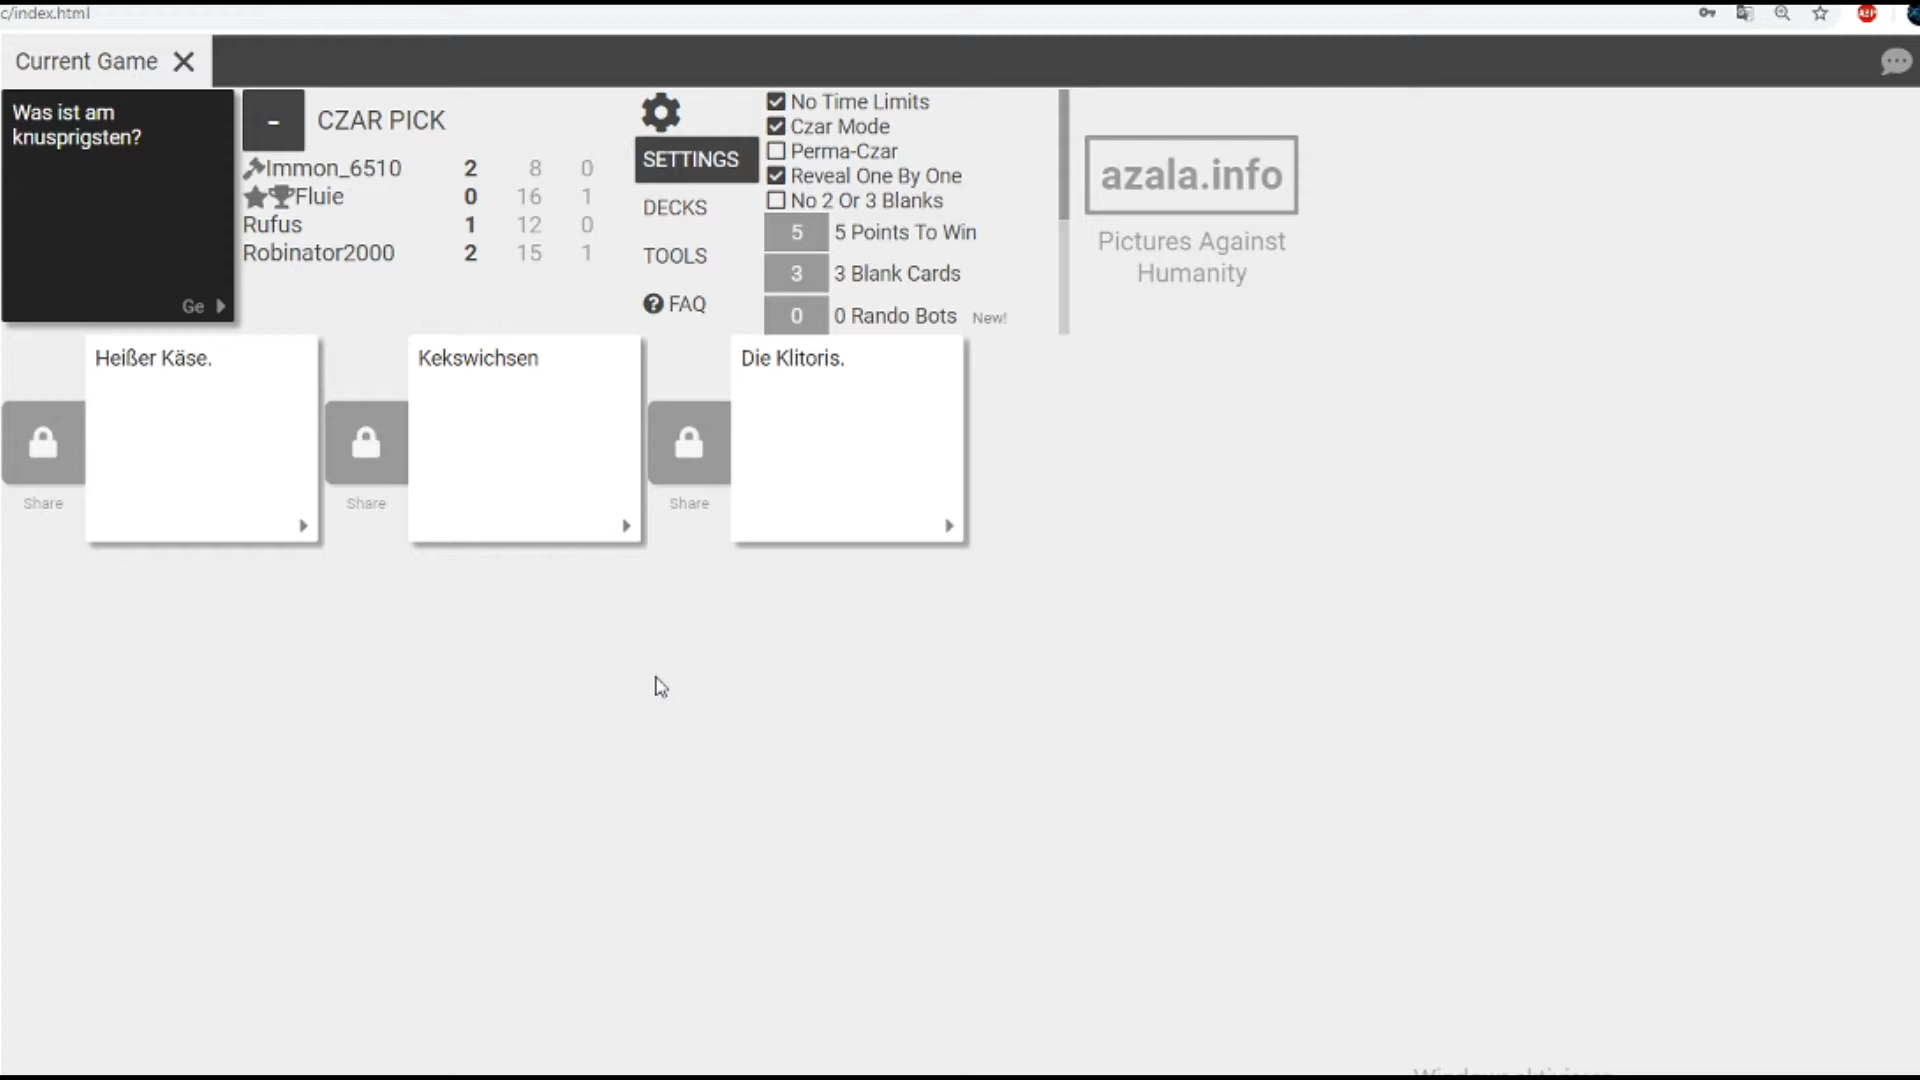 c/index.html
Current Game
Was ist am
knusprigsten?
Ge
-
CZAR PICK
Immon_6510 2 8 0
Fluie 0 16 1
Rufus 1 12 0
Robinator2000 2 15 1
SETTINGS
DECKS
TOOLS
? FAQ
No Time Limits
Czar Mode
Perma-Czar
Reveal One By One
No 2 Or 3 Blanks
5 5 Points To Win
3 3 Blank Cards
0 0 Rando Bots New!
azala.info
Pictures Against
Humanity
ABP
Heißer Käse.
Share
Kekswichsen
Share
Die Klitoris.
Share
Windows aktivieren